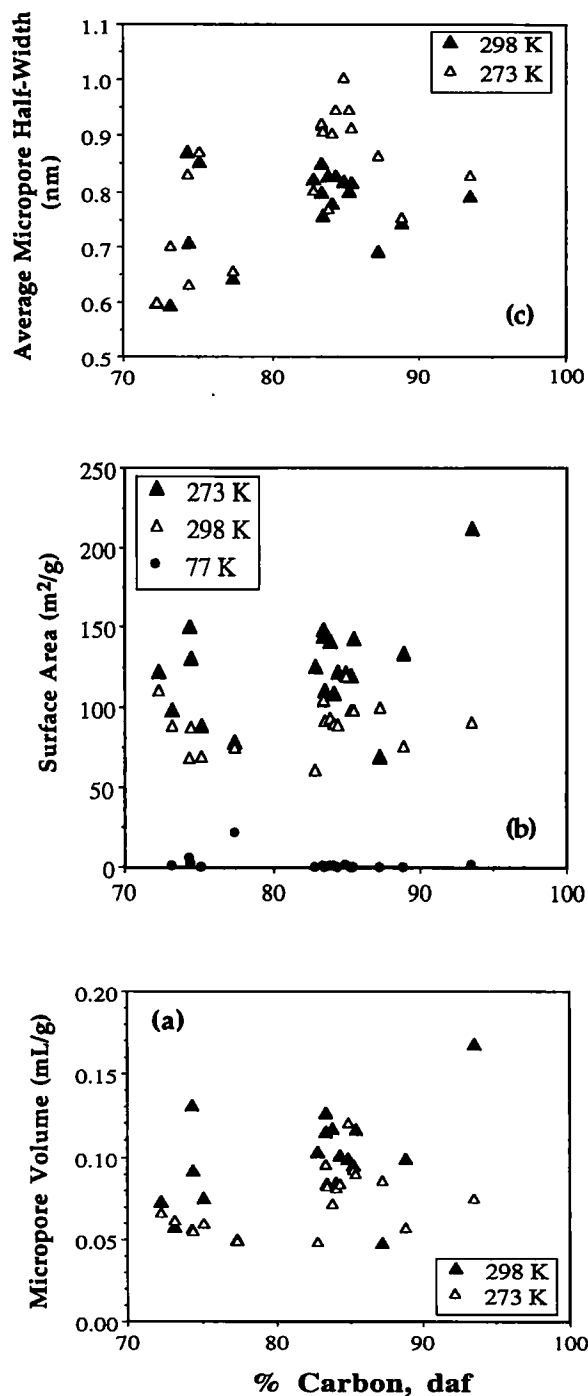 1.1
1.0
0.9
0.8
0.7
0.6
0.5
Average Micropore Half-Width
(nm)
298 K
273 K
(c)
70 80 90 100
250
200
150
100
50
0
Surface Area (m²/g)
273 K
298 K
77 K
(b)
70 80 90 100
0.20
0.15
0.10
0.05
0.00
Micropore Volume (mL/g)
(a)
298 K
273 K
70 80 90 100
% Carbon, daf